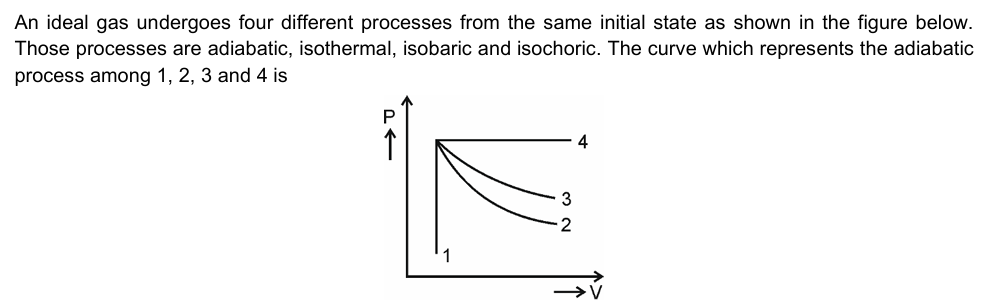 An ideal gas undergoes four different processes from the same initial state as shown in the figure below.
Those processes are adiabatic, isothermal, isobaric and isochoric. The curve which represents the adiabatic
process among 1, 2, 3 and 4 is
P
4
3
2
1
V